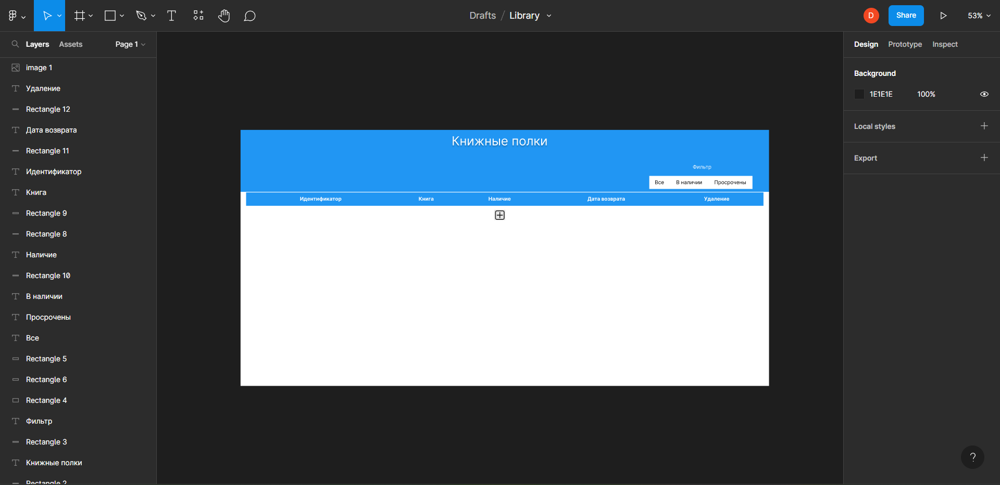 Drafts / Library
D
Share
53%
Layers
Assets
Page 1
image 1
Удаление
Rectangle 12
Дата возврата
Rectangle 11
Идентификатор
Книга
Rectangle 9
Rectangle 8
Наличие
Rectangle 10
В наличии
Просрочены
Все
Rectangle 5
Rectangle 6
Rectangle 4
Фильтр
Rectangle 3
Книжные полки
Rectangle 2
Книжные полки
Фильтр
Все В наличии Просрочены
Идентификатор Книга Наличие Дата возврата Удаление
Design Prototype Inspect
Background
1E1E1E 100%
Local styles
Export
?